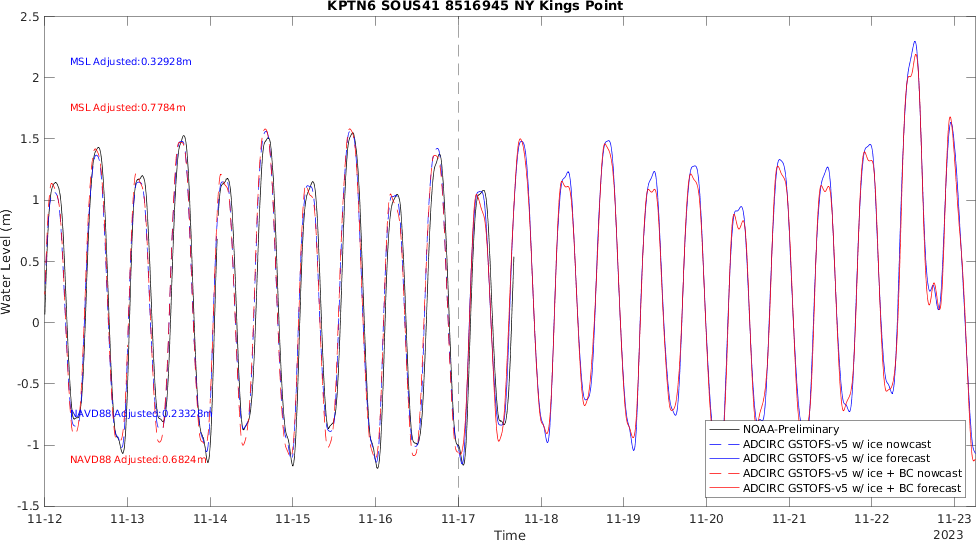 KPTN6 SOUS41 8516945 NY Kings Point
2.5
2
1.5
1
0.5
0
-0.5
-1
-1.5
Water Level (m)
MSL Adjusted:0.32928m
MSL Adjusted:0.7784m
NAVD88 Adjusted:0.23328m
NAVD88 Adjusted:0.6824m
NOAA-Preliminary
ADCIRC GSTOFS-v5 w/ ice nowcast
ADCIRC GSTOFS-v5 w/ ice forecast
ADCIRC GSTOFS-v5 w/ ice + BC nowcast
ADCIRC GSTOFS-v5 w/ ice + BC forecast
11-12 11-13 11-14 11-15 11-16 11-17 11-18 11-19 11-20 11-21 11-22 11-23
2023
Time